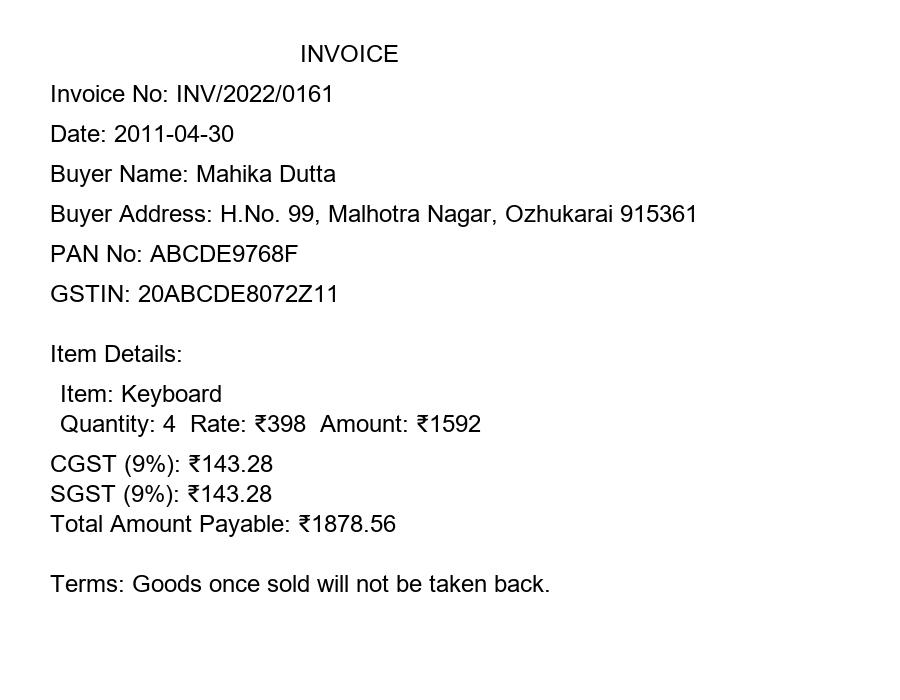 INVOICE
Invoice No: INV/2022/0161
Date: 2011-04-30
Buyer Name: Mahika Dutta
Buyer Address: H.No. 99, Malhotra Nagar, Ozhukarai 915361
PAN No: ABCDE9768F
GSTIN: 20ABCDE8072Z11
Item Details:
Item: Keyboard
Quantity: 4 Rate: ₹398 Amount: ₹1592
CGST (9%): ₹143.28
SGST (9%): ₹143.28
Total Amount Payable: ₹1878.56
Terms: Goods once sold will not be taken back.